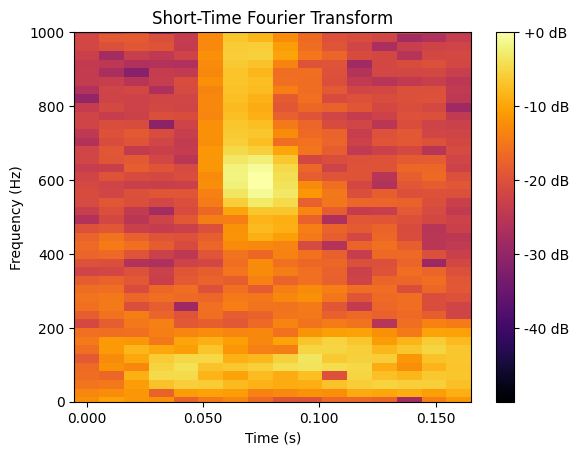 Short-Time Fourier Transform
1000
800
600
400
200
0
Frequency (Hz)
0.000
0.050
0.100
0.150
Time (s)
+0 dB
-10 dB
-20 dB
-30 dB
-40 dB